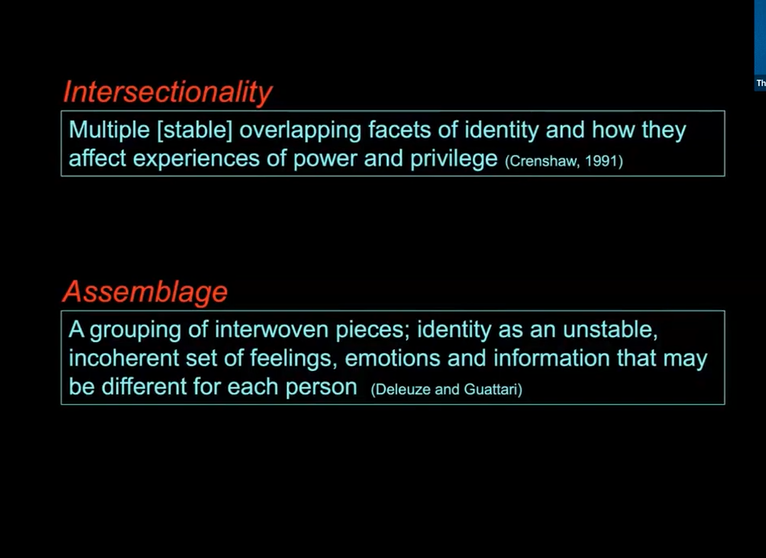 Th
Intersectionality
Multiple [stable] overlapping facets of identity and how they
affect experiences of power and privilege (Crenshaw, 1991)
Assemblage
A grouping of interwoven pieces; identity as an unstable,
incoherent set of feelings, emotions and information that may
be different for each person (Deleuze and Guattari)